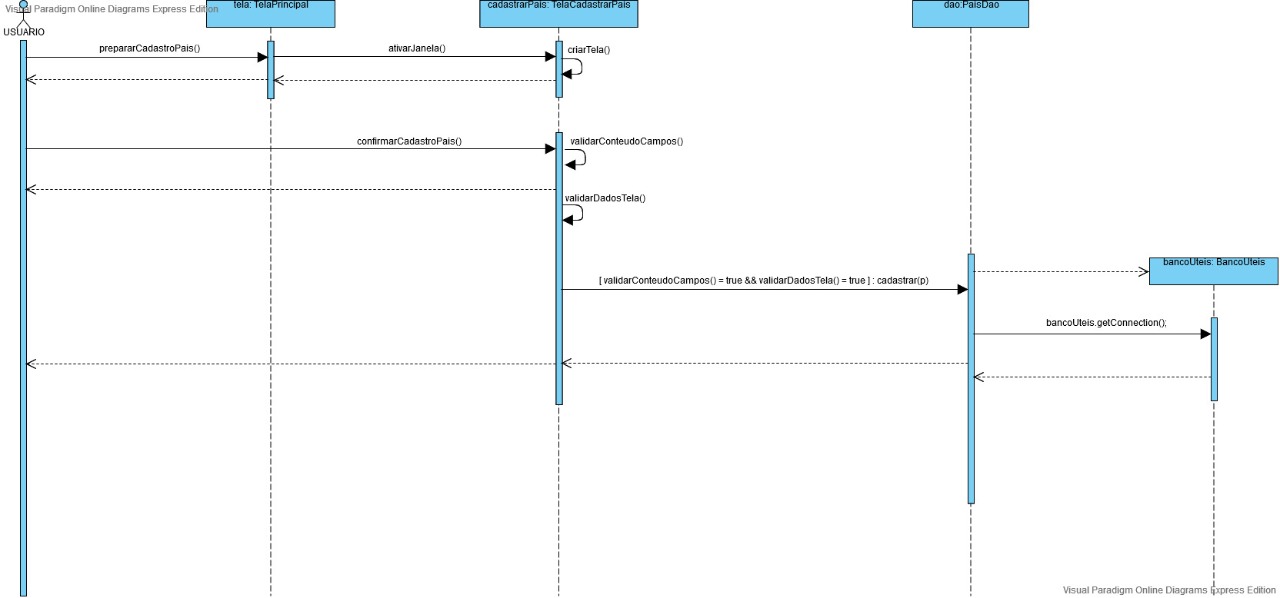 Visual Paradigm Online Diagrams Express Edition
tela: TelaPrincipal
cadastrarPais: TelaCadastrarPais
dao:PaisDao
USUARIO
prepararCadastroPais()
ativarJanela()
criarTela()
confirmarCadastroPais()
validarConteudoCampos()
validarDadosTela()
bancoUteis: BancoUteis
[ validarConteudoCampos() = true && validarDadosTela() = true ] : cadastrar(p)
bancoUteis.getConnection();
Visual Paradigm Online Diagrams Express Edition